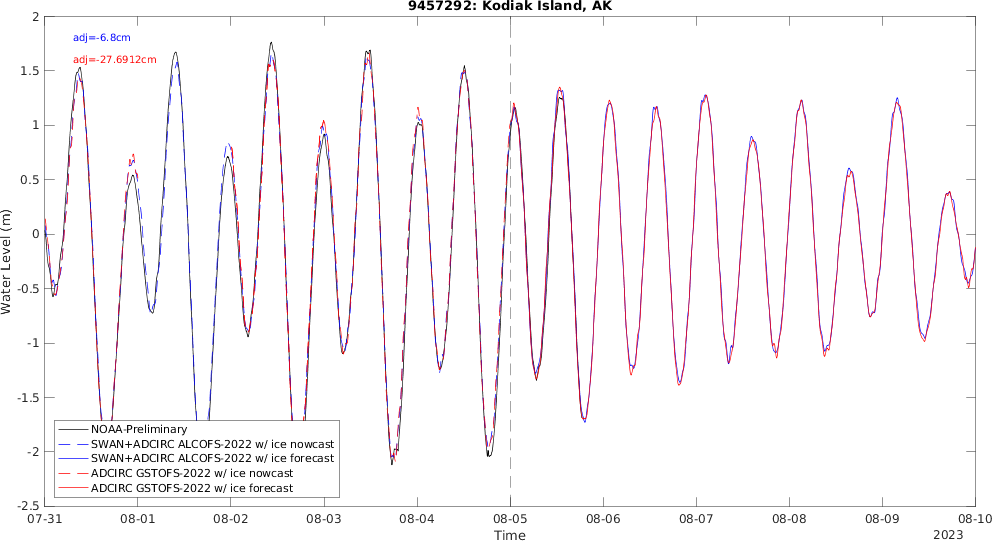 9457292: Kodiak Island, AK
adj=-6.8cm
adj=-27.6912cm
2
1.5
1
0.5
0
-0.5
-1
-1.5
-2
-2.5
Water Level (m)
NOAA-Preliminary
SWAN+ADCIRC ALCOFS-2022 w/ ice nowcast
SWAN+ADCIRC ALCOFS-2022 w/ ice forecast
ADCIRC GSTOFS-2022 w/ ice nowcast
ADCIRC GSTOFS-2022 w/ ice forecast
07-31 08-01 08-02 08-03 08-04 08-05 08-06 08-07 08-08 08-09 08-10
Time
2023